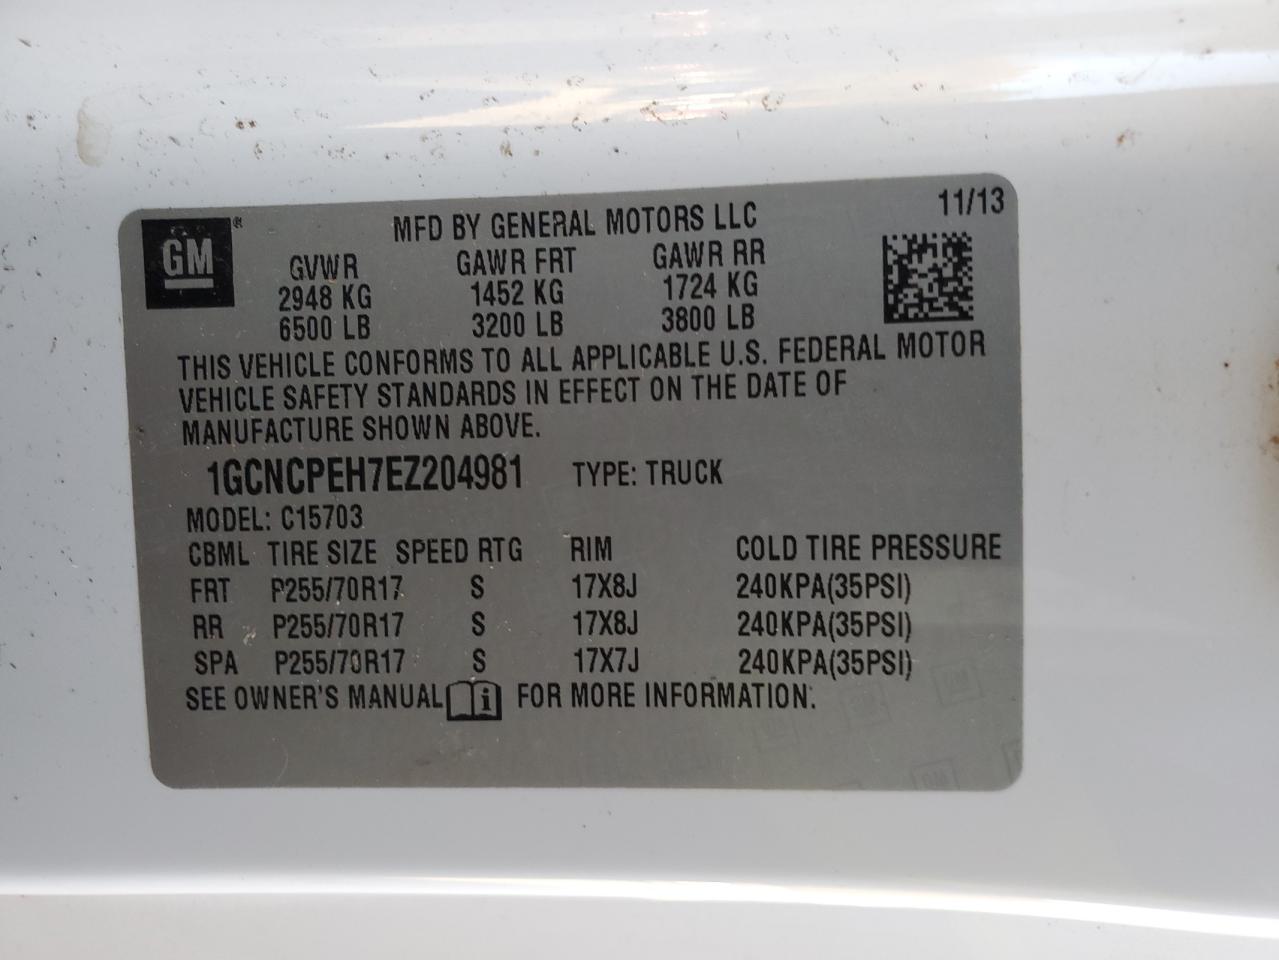 11/13
GM®
MFD BY GENERAL MOTORS LLC
GVWR GAWR FRT GAWR RR
2948 KG 1452 KG 1724 KG
6500 LB 3200 LB 3800 LB
THIS VEHICLE CONFORMS TO ALL APPLICABLE U.S. FEDERAL MOTOR
VEHICLE SAFETY STANDARDS IN EFFECT ON THE DATE OF
MANUFACTURE SHOWN ABOVE.
1GCNCPEH7EZ204981 TYPE: TRUCK
MODEL: C15703
CBML TIRE SIZE SPEED RTG RIM COLD TIRE PRESSURE
FRT P255/70R17 S 17X8J 240KPA(35PSI)
RR P255/70R17 S 17X8J 240KPA(35PSI)
SPA P255/70R17 S 17X7J 240KPA(35PSI)
SEE OWNER'S MANUAL i FOR MORE INFORMATION.
GM
GM
GM
GM